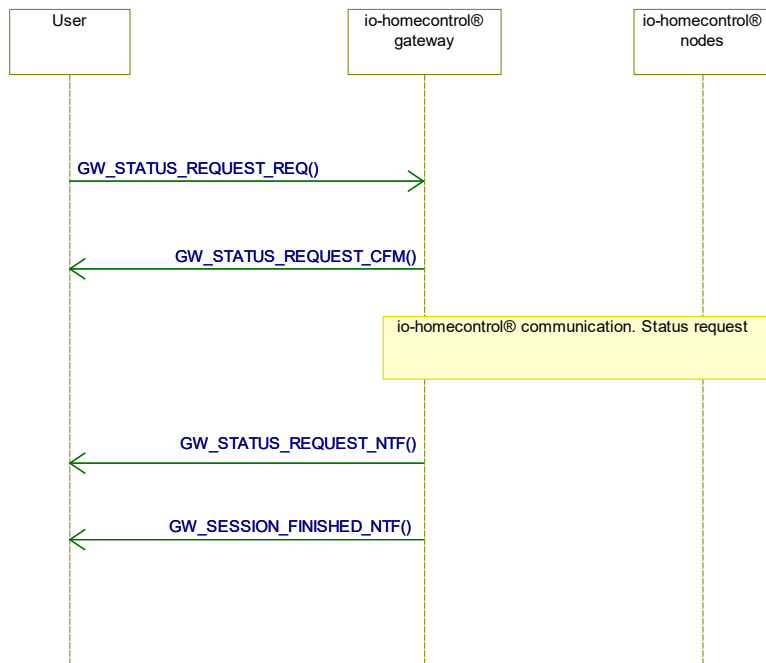 User
io-homecontrol®
gateway
io-homecontrol®
nodes
GW_STATUS_REQUEST_REQ()
GW_STATUS_REQUEST_CFM()
io-homecontrol® communication. Status request
GW_STATUS_REQUEST_NTF()
GW_SESSION_FINISHED_NTF()